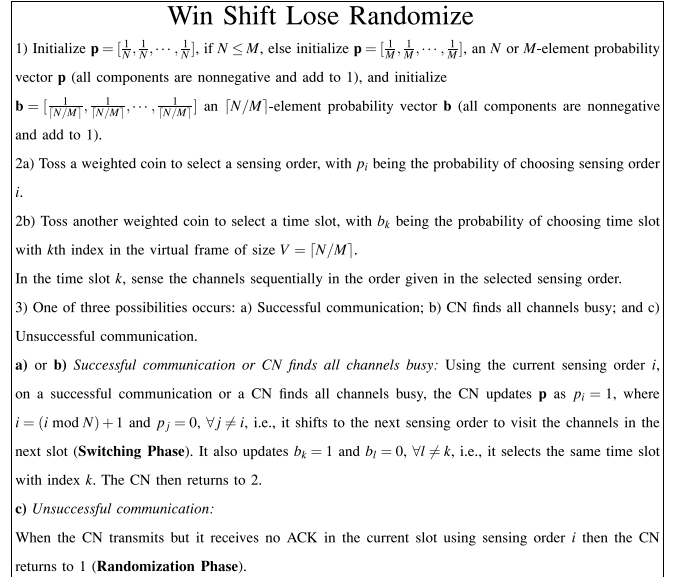 Win Shift Lose Randomize
1) Initialize p = [1/N, 1/N, ⋯, 1/N], if N ≤ M, else initialize p = [1/M, 1/M, ⋯, 1/M], an N or M-element probability
vector p (all components are nonnegative and add to 1), and initialize
b = [1/⌈N/M⌉, 1/⌈N/M⌉, ⋯, 1/⌈N/M⌉] an ⌈N/M⌉-element probability vector b (all components are nonnegative
and add to 1).
2a) Toss a weighted coin to select a sensing order, with p_i being the probability of choosing sensing order
i.
2b) Toss another weighted coin to select a time slot, with b_k being the probability of choosing time slot
with kth index in the virtual frame of size V = ⌈N/M⌉.
In the time slot k, sense the channels sequentially in the order given in the selected sensing order.
3) One of three possibilities occurs: a) Successful communication; b) CN finds all channels busy; and c)
Unsuccessful communication.
a) or b) Successful communication or CN finds all channels busy: Using the current sensing order i,
on a successful communication or a CN finds all channels busy, the CN updates p as p_i = 1, where
i = (i mod N) + 1 and p_j = 0, ∀j ≠ i, i.e., it shifts to the next sensing order to visit the channels in the
next slot (Switching Phase). It also updates b_k = 1 and b_l = 0, ∀l ≠ k, i.e., it selects the same time slot
with index k. The CN then returns to 2.
c) Unsuccessful communication:
When the CN transmits but it receives no ACK in the current slot using sensing order i then the CN
returns to 1 (Randomization Phase).